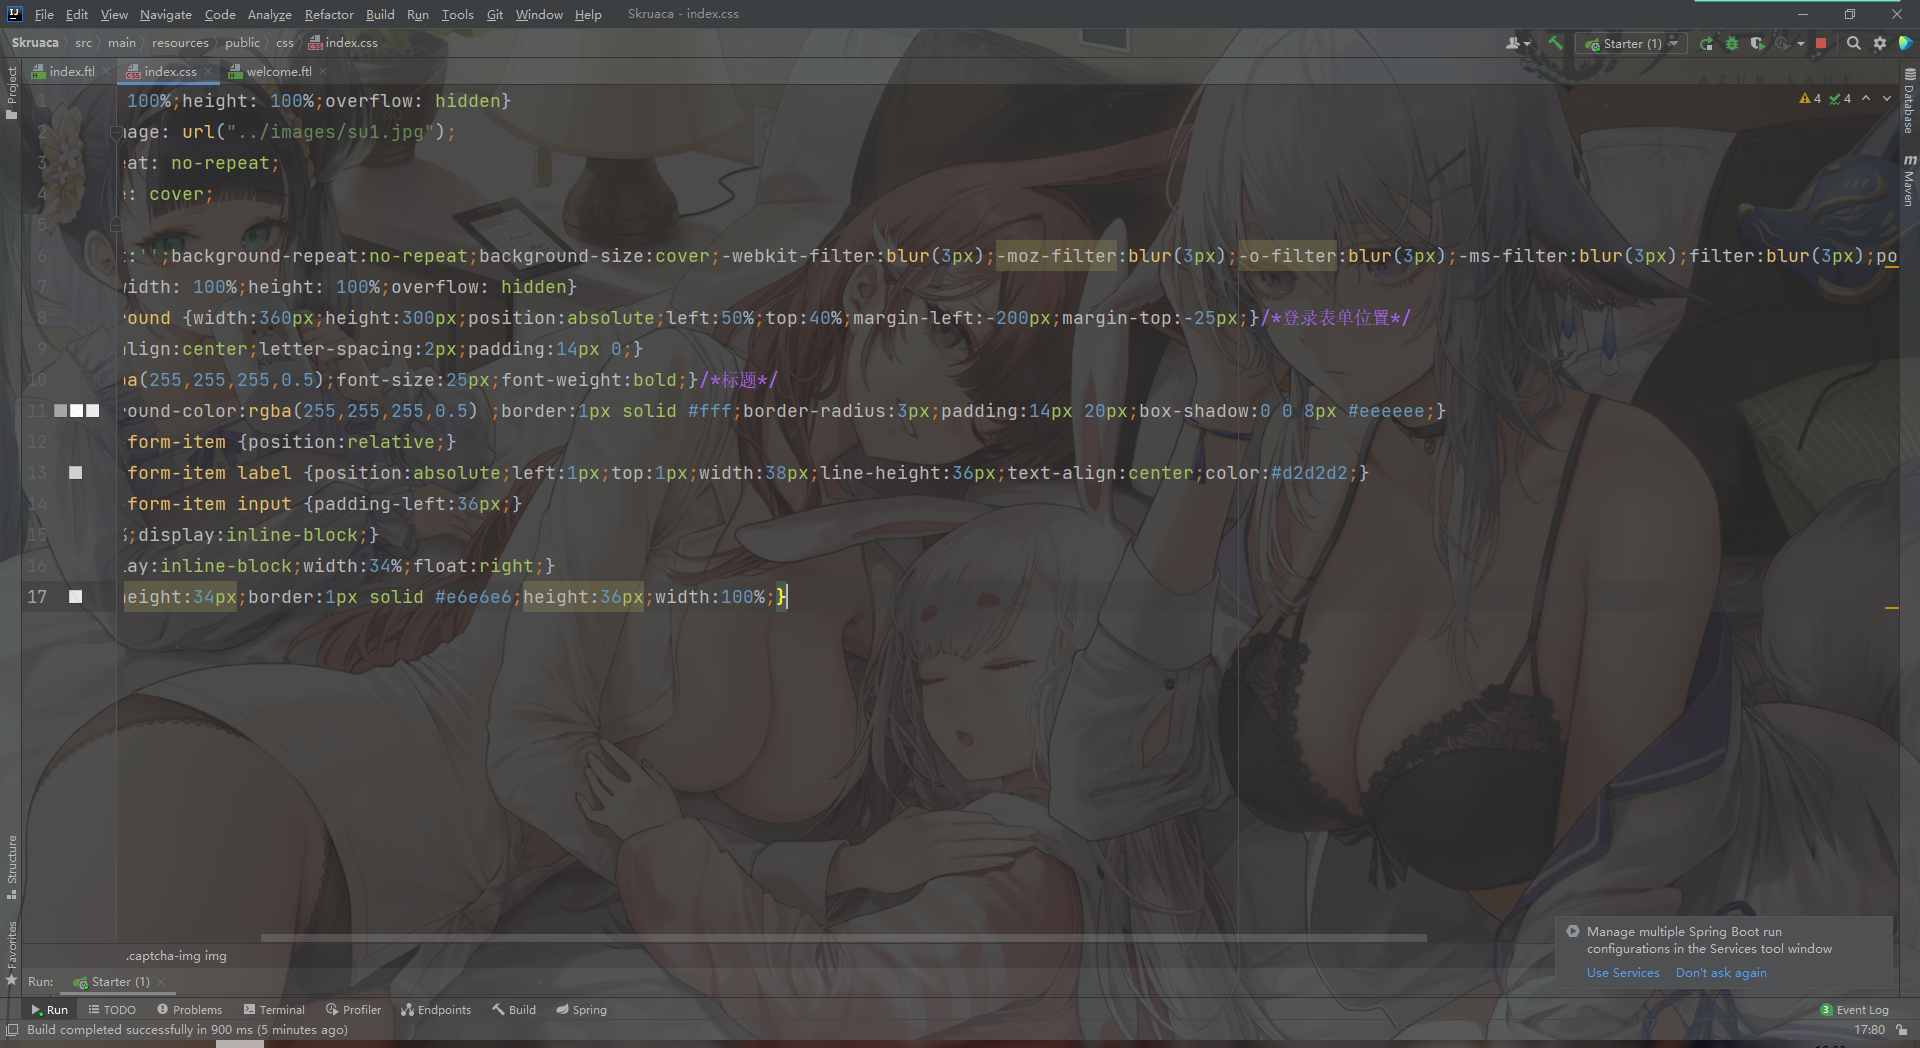 File Edit View Navigate Code Analyze Refactor Build Run Tools Git Window Help Skruaca - index.css
Skruaca src main resources public css index.css Starter (1)
index.ftl index.css welcome.ftl
AZUR LANE
Project
Database
Maven
4 4
1 100%;height: 100%;overflow: hidden}
2 mage: url("../images/su1.jpg");
3 eat: no-repeat;
4 : cover;
5
6 t:'';background-repeat:no-repeat;background-size:cover;-webkit-filter:blur(3px);-moz-filter:blur(3px);-o-filter:blur(3px);-ms-filter:blur(3px);filter:blur(3px);po
7 width: 100%;height: 100%;overflow: hidden}
8 round {width:360px;height:300px;position:absolute;left:50%;top:40%;margin-left:-200px;margin-top:-25px;}/*登录表单位置*/
9 lign:center;letter-spacing:2px;padding:14px 0;}
10 a(255,255,255,0.5);font-size:25px;font-weight:bold;}/*标题*/
11 round-color:rgba(255,255,255,0.5) ;border:1px solid #fff;border-radius:3px;padding:14px 20px;box-shadow:0 0 8px #eeeeee;}
12 -form-item {position:relative;}
13 -form-item label {position:absolute;left:1px;top:1px;width:38px;line-height:36px;text-align:center;color:#d2d2d2;}
14 -form-item input {padding-left:36px;}
15 %;display:inline-block;}
16 lay:inline-block;width:34%;float:right;}
17 height:34px;border:1px solid #e6e6e6;height:36px;width:100%;}
Structure
Favorites
.captcha-img img
Manage multiple Spring Boot run
configurations in the Services tool window
Use Services Don't ask again
Run: Starter (1)
Run TODO Problems Terminal Profiler Endpoints Build Spring 3 Event Log
Build completed successfully in 900 ms (5 minutes ago) 17:80